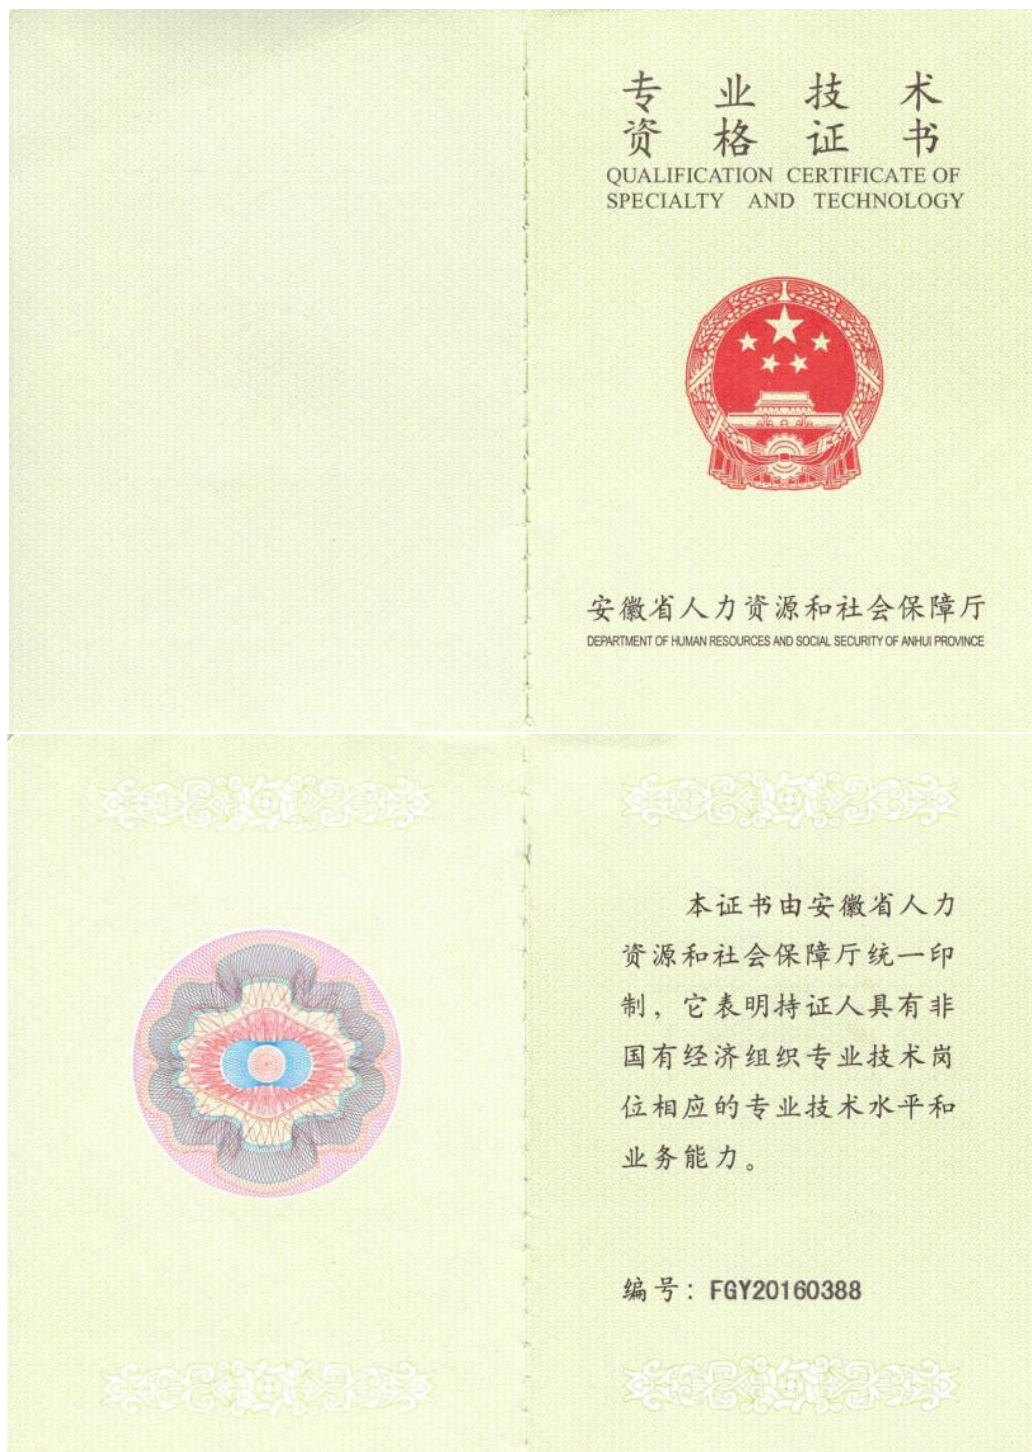 专业技术
资格证书
QUALIFICATION CERTIFICATE OF
SPECIALTY AND TECHNOLOGY
安徽省人力资源和社会保障厅
DEPARTMENT OF HUMAN RESOURCES AND SOCIAL SECURITY OF ANHUI PROVINCE
本证书由安徽省人力
资源和社会保障厅统一印
制，它表明持证人具有非
国有经济组织专业技术岗
位相应的专业技术水平和
业务能力。
编号：FGY20160388